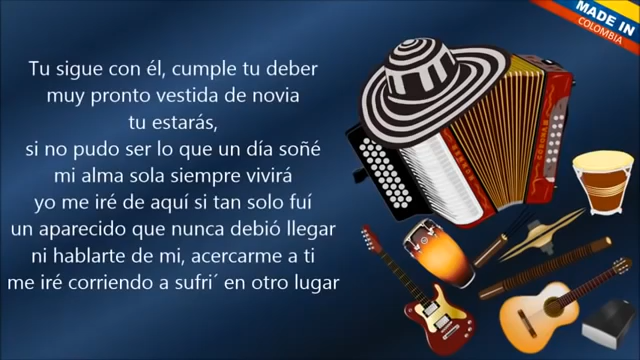 MADE IN
COLOMBIA
Tu sigue con él, cumple tu deber
muy pronto vestida de novia
tu estarás,
si no pudo ser lo que un día soñé
mi alma sola siempre vivirá
yo me iré de aquí si tan solo fuí
un aparecido que nunca debió llegar
ni hablarte de mi, acercarme a ti
me iré corriendo a sufri´ en otro lugar
CORONA III